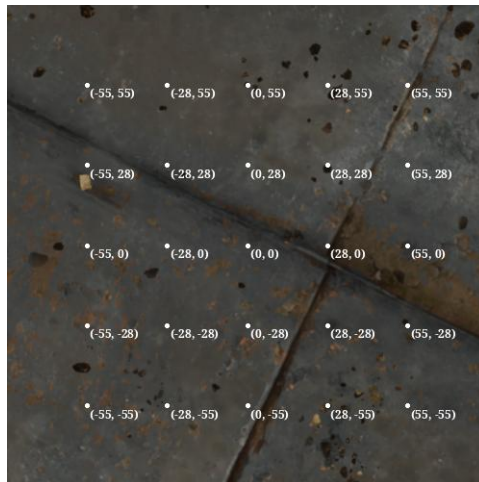 (-55, 55) (-28, 55) (0, 55) (28, 55) (55, 55)
(-55, 28) (-28, 28) (0, 28) (28, 28) (55, 28)
(-55, 0) (-28, 0) (0, 0) (28, 0) (55, 0)
(-55, -28) (-28, -28) (0, -28) (28, -28) (55, -28)
(-55, -55) (-28, -55) (0, -55) (28, -55) (55, -55)